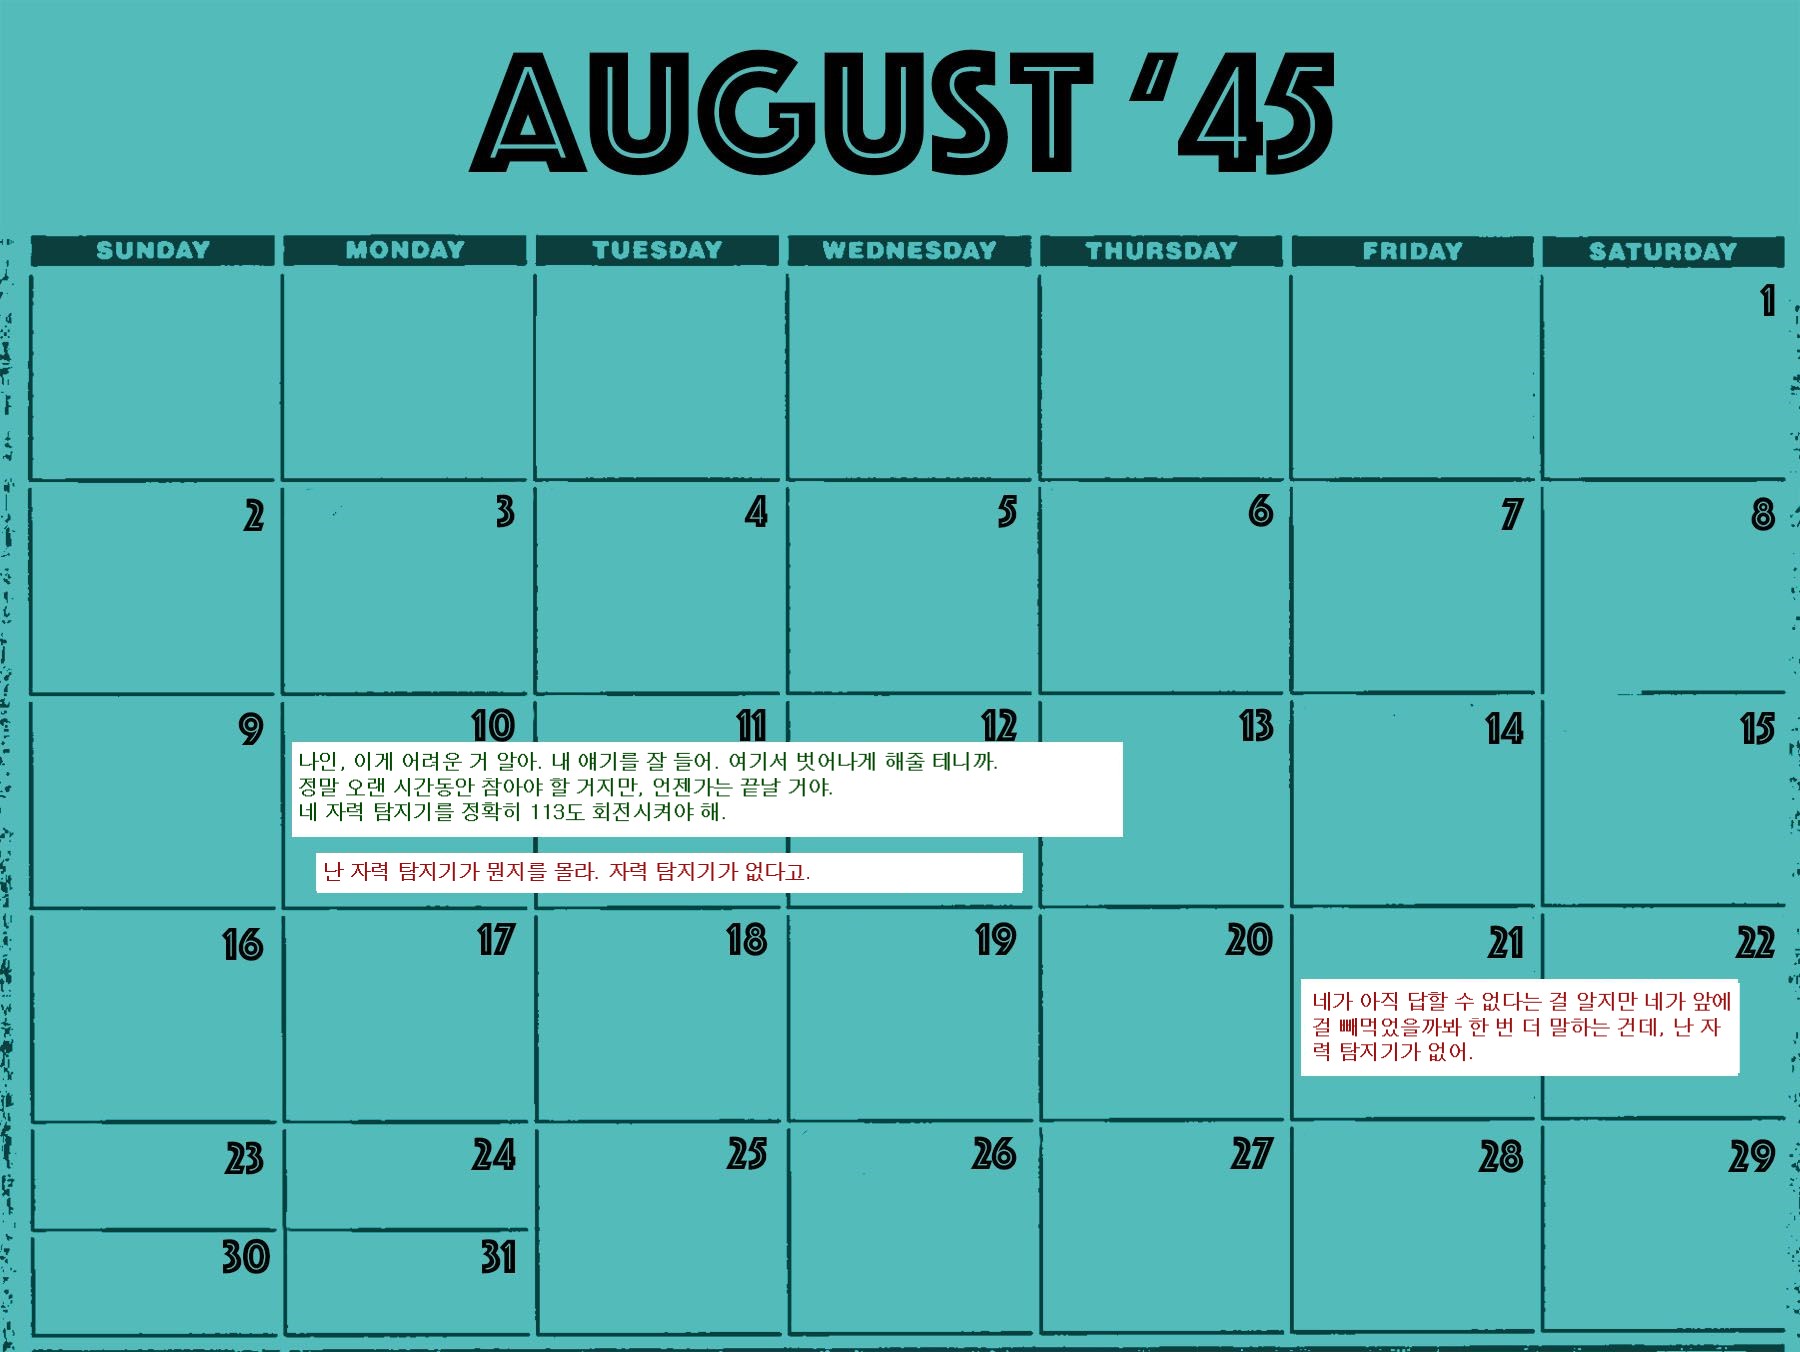 AUGUST '45
SUNDAY MONDAY TUESDAY WEDNESDAY THURSDAY FRIDAY SATURDAY
1
2 3 4 5 6 7 8
9 10 11 12 13 14 15
나인, 이게 어려운 거 알아. 내 얘기를 잘 들어. 여기서 벗어나게 해줄 테니까.
정말 오랜 시간동안 참아야 할 거지만, 언젠가는 끝날 거야.
네 자력 탐지기를 정확히 113도 회전시켜야 해.
난 자력 탐지기가 뭔지를 몰라. 자력 탐지기가 없다고.
16 17 18 19 20 21 22
네가 아직 답할 수 없다는 걸 알지만 네가 앞에
걸 빼먹었을까봐 한 번 더 말하는 건데, 난 자
력 탐지기가 없어.
23 24 25 26 27 28 29
30 31